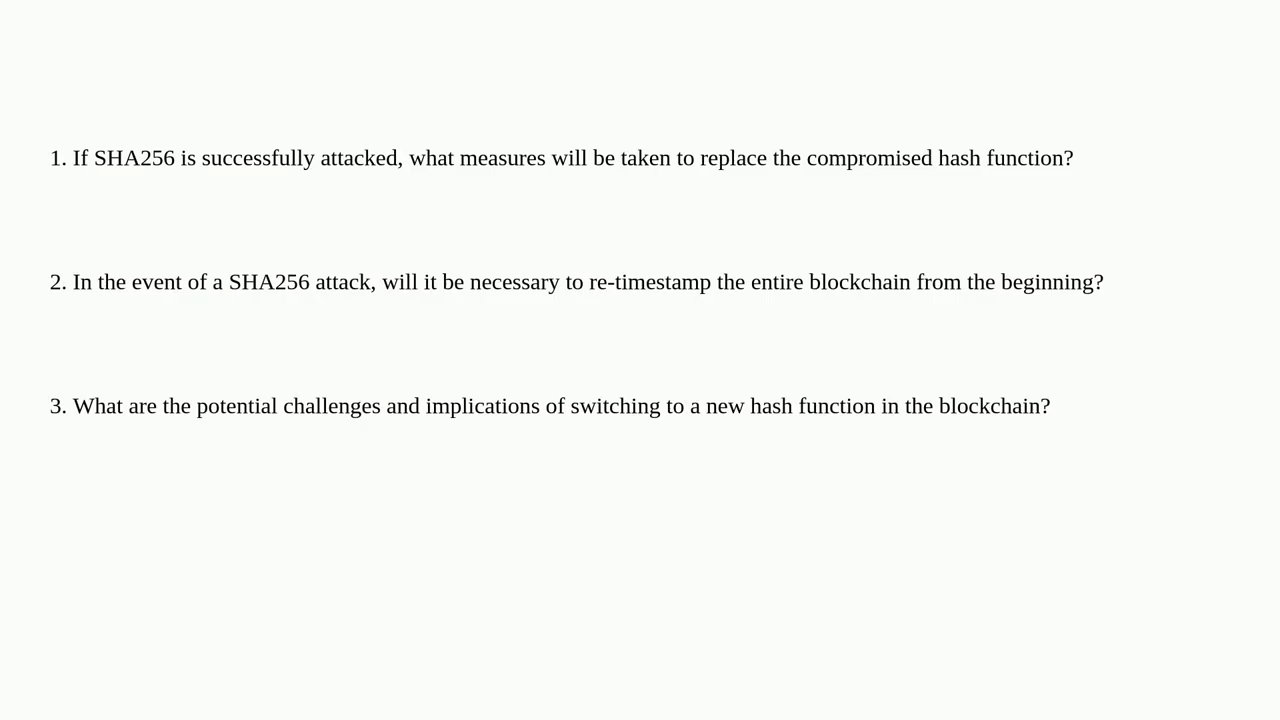 1. If SHA256 is successfully attacked, what measures will be taken to replace the compromised hash function?
2. In the event of a SHA256 attack, will it be necessary to re-timestamp the entire blockchain from the beginning?
3. What are the potential challenges and implications of switching to a new hash function in the blockchain?